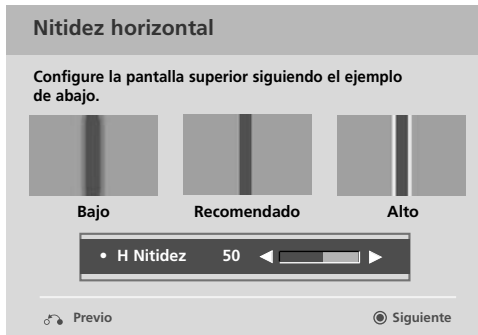 Nitidez horizontal
Configure la pantalla superior siguiendo el ejemplo
de abajo.
Bajo Recomendado Alto
• H Nitidez 50
Previo Siguiente